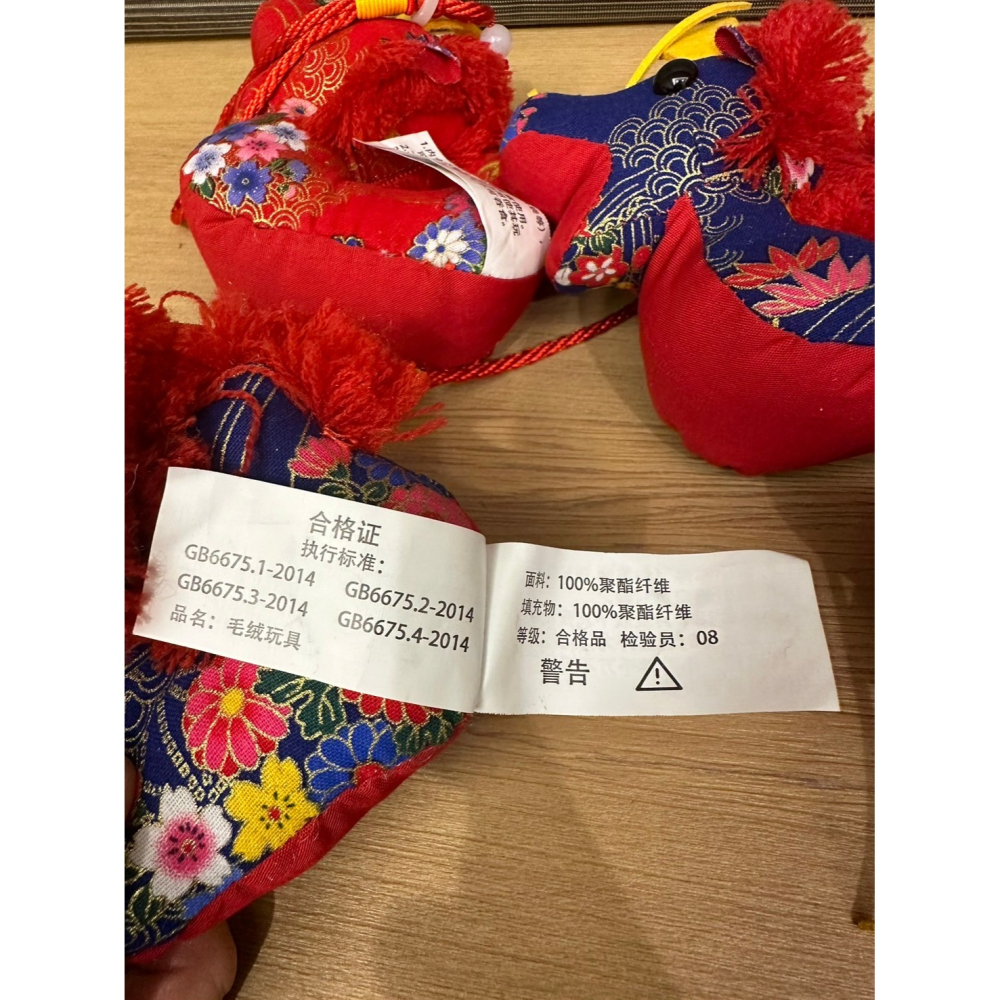 合格证
执行标准：
GB6675.1-2014 GB6675.2-2014
GB6675.3-2014 GB6675.4-2014
品名：毛绒玩具
面料：100%聚酯纤维
填充物：100%聚酯纤维
等级：合格品 检验员：08
警告